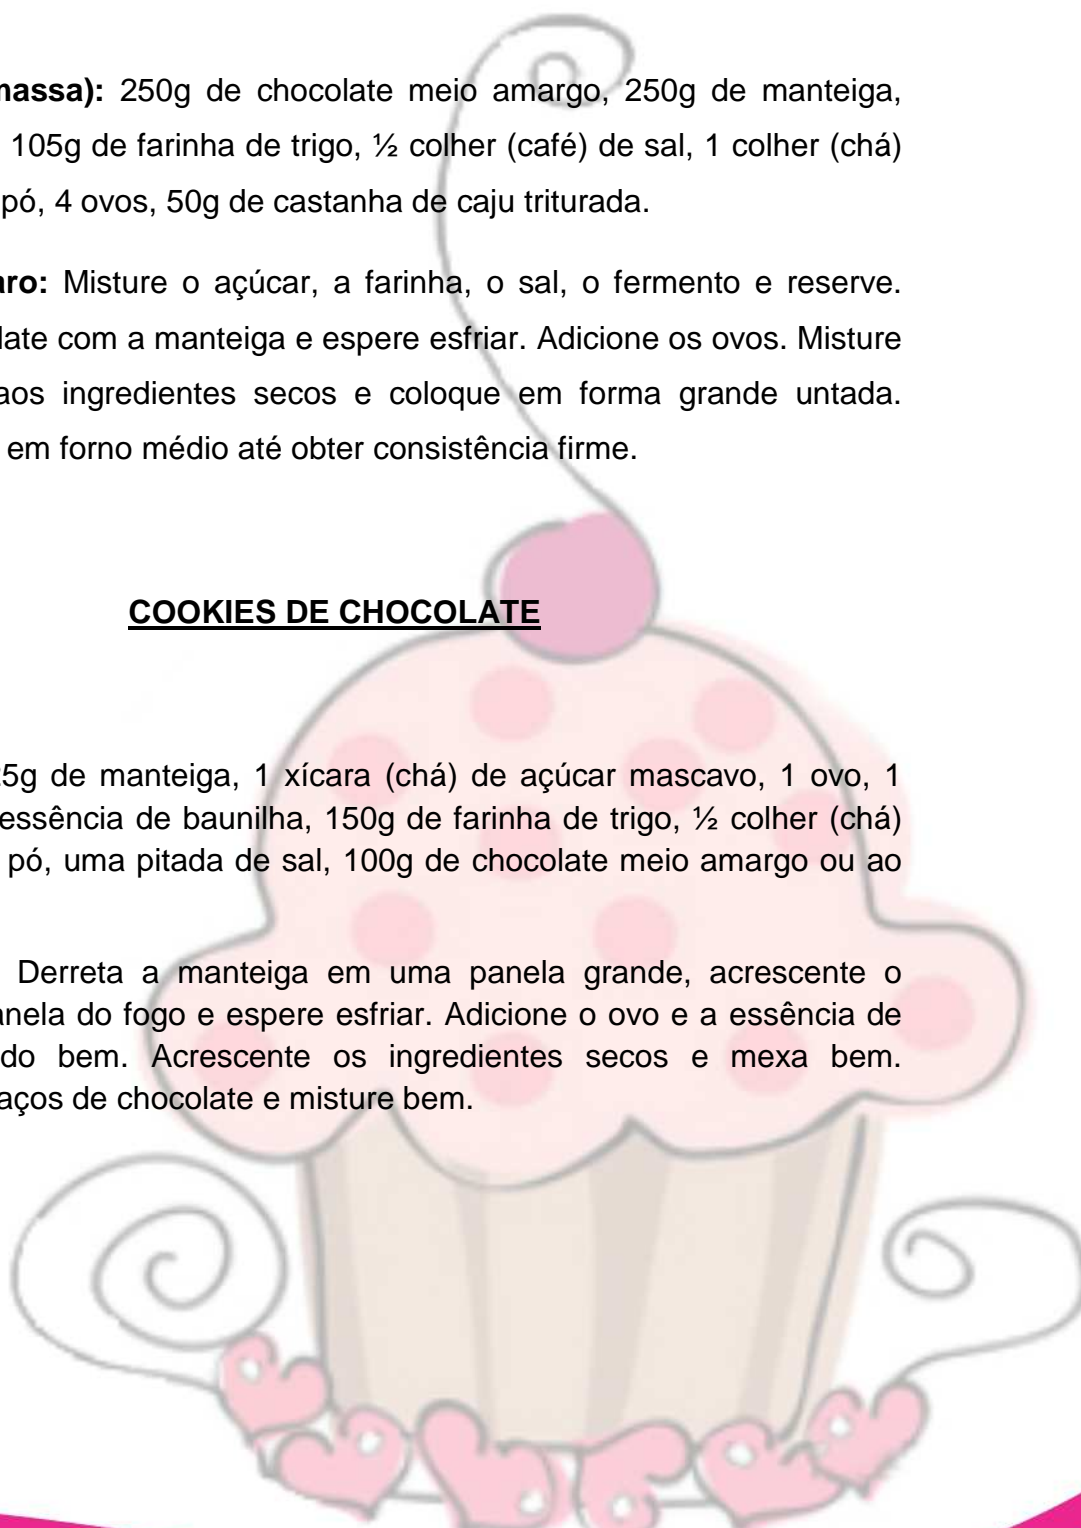 massa): 250g de chocolate meio amargo, 250g de manteiga,
105g de farinha de trigo, ½ colher (café) de sal, 1 colher (chá)
pó, 4 ovos, 50g de castanha de caju triturada.
aro: Misture o açúcar, a farinha, o sal, o fermento e reserve.
late com a manteiga e espere esfriar. Adicione os ovos. Misture
aos ingredientes secos e coloque em forma grande untada.
em forno médio até obter consistência firme.
COOKIES DE CHOCOLATE
5g de manteiga, 1 xícara (chá) de açúcar mascavo, 1 ovo, 1
essência de baunilha, 150g de farinha de trigo, ½ colher (chá)
pó, uma pitada de sal, 100g de chocolate meio amargo ou ao
Derreta a manteiga em uma panela grande, acrescente o
anela do fogo e espere esfriar. Adicione o ovo e a essência de
do bem. Acrescente os ingredientes secos e mexa bem.
aços de chocolate e misture bem.